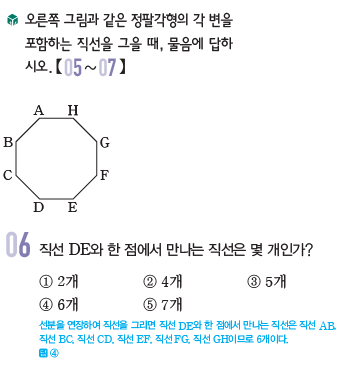 오른쪽 그림과 같은 정팔각형의 각 변을
포함하는 직선을 그을 때, 물음에 답하
시오.【05~07】
A H
B G
C F
D E
06 직선 DE와 한 점에서 만나는 직선은 몇 개인가?
① 2개 ② 4개 ③ 5개
④ 6개 ⑤ 7개
선분을 연장하여 직선을 그리면 직선 DE와 한 점에서 만나는 직선은 직선 AB,
직선 BC, 직선 CD, 직선 EF, 직선 FG, 직선 GH이므로 6개이다.
답 ④